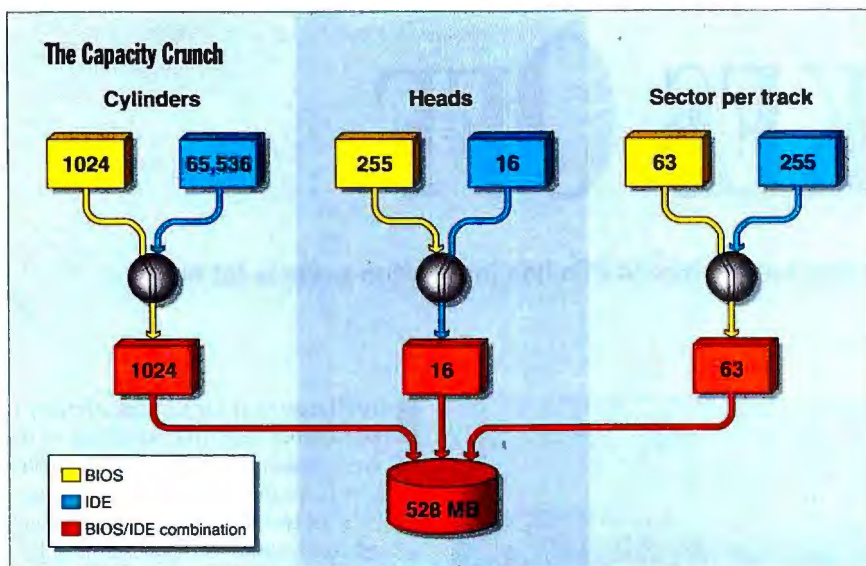 The Capacity Crunch
Cylinders
Heads
Sector per track
1024
65,536
255
16
63
255
1024
16
63
528 MB
BIOS
IDE
BIOS/IDE combination